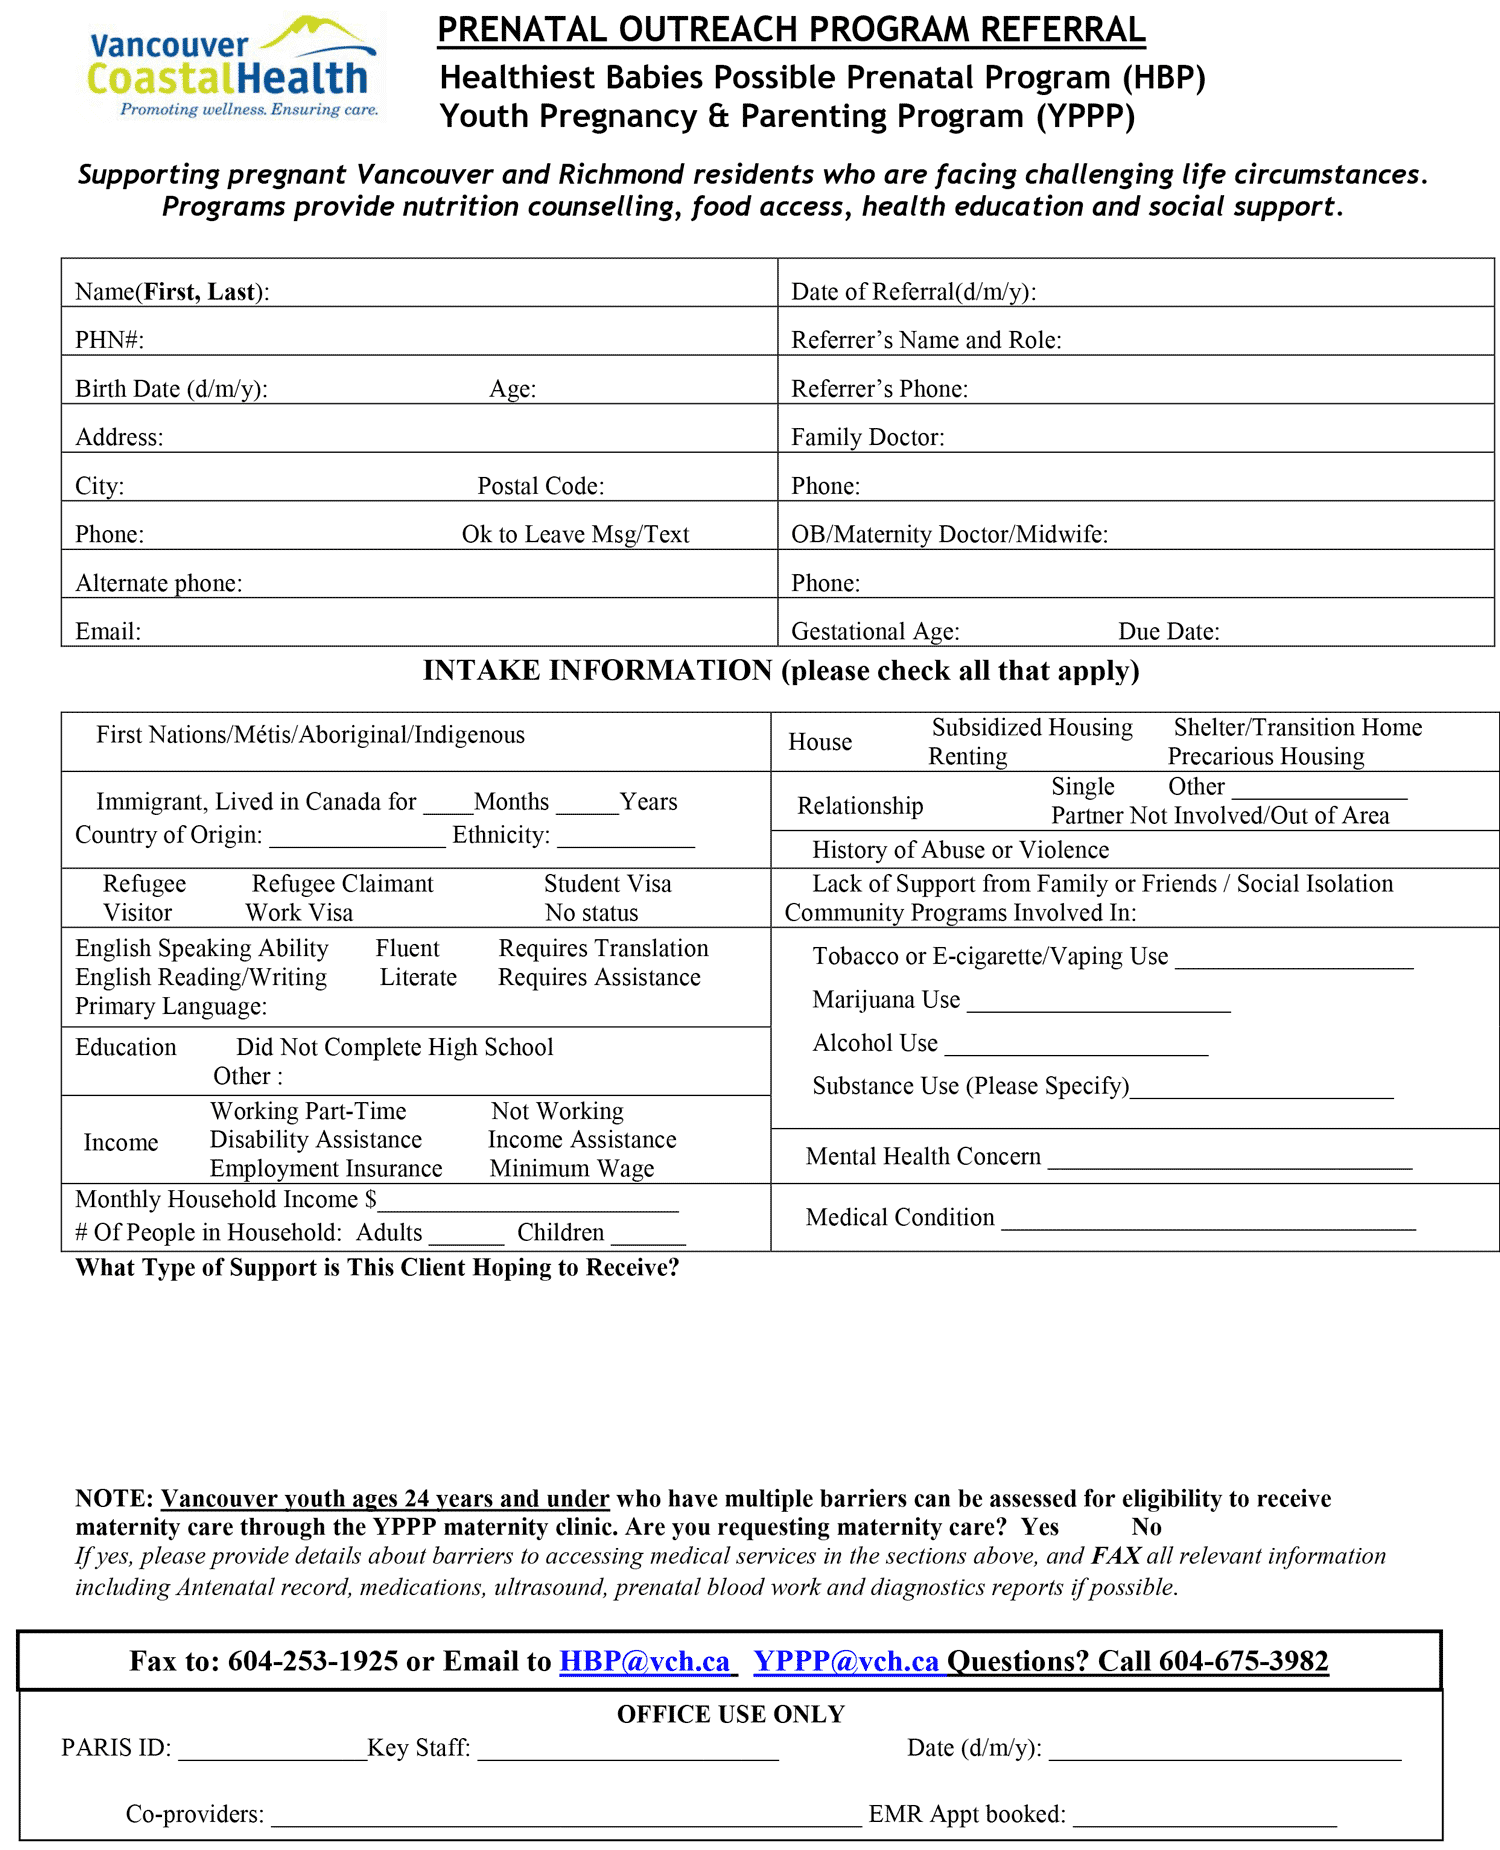 Vancouver
CoastalHealth
Promoting wellness. Ensuring care.
PRENATAL OUTREACH PROGRAM REFERRAL
Healthiest Babies Possible Prenatal Program (HBP)
Youth Pregnancy & Parenting Program (YPPP)
Supporting pregnant Vancouver and Richmond residents who are facing challenging life circumstances.
Programs provide nutrition counselling, food access, health education and social support.
Name(First, Last):
Date of Referral(d/m/y):
PHN#:
Referrer's Name and Role:
Birth Date (d/m/y): Age:
Referrer's Phone:
Address:
Family Doctor:
City: Postal Code:
Phone:
Phone: Ok to Leave Msg/Text
OB/Maternity Doctor/Midwife:
Alternate phone:
Phone:
Email:
Gestational Age: Due Date:
INTAKE INFORMATION (please check all that apply)
First Nations/Métis/Aboriginal/Indigenous
Immigrant, Lived in Canada for ____Months _____Years
Country of Origin: ______________ Ethnicity: ___________
Refugee Refugee Claimant Student Visa
Visitor Work Visa No status
English Speaking Ability Fluent Requires Translation
English Reading/Writing Literate Requires Assistance
Primary Language:
Education Did Not Complete High School
Other :
Income
Working Part-Time Not Working
Disability Assistance Income Assistance
Employment Insurance Minimum Wage
Monthly Household Income $________________________
# Of People in Household: Adults ______ Children ______
House
Subsidized Housing Shelter/Transition Home
Renting Precarious Housing
Relationship
Single Other ______________
Partner Not Involved/Out of Area
History of Abuse or Violence
Lack of Support from Family or Friends / Social Isolation
Community Programs Involved In:
Tobacco or E-cigarette/Vaping Use ___________________
Marijuana Use _____________________
Alcohol Use _____________________
Substance Use (Please Specify)_____________________
Mental Health Concern _____________________________
Medical Condition _________________________________
What Type of Support is This Client Hoping to Receive?
NOTE: Vancouver youth ages 24 years and under who have multiple barriers can be assessed for eligibility to receive
maternity care through the YPPP maternity clinic. Are you requesting maternity care? Yes No
If yes, please provide details about barriers to accessing medical services in the sections above, and FAX all relevant information
including Antenatal record, medications, ultrasound, prenatal blood work and diagnostics reports if possible.
Fax to: 604-253-1925 or Email to HBP@vch.ca YPPP@vch.ca Questions? Call 604-675-3982
OFFICE USE ONLY
PARIS ID: _______________Key Staff: ________________________ Date (d/m/y): ____________________________
Co-providers: _______________________________________________ EMR Appt booked: _____________________